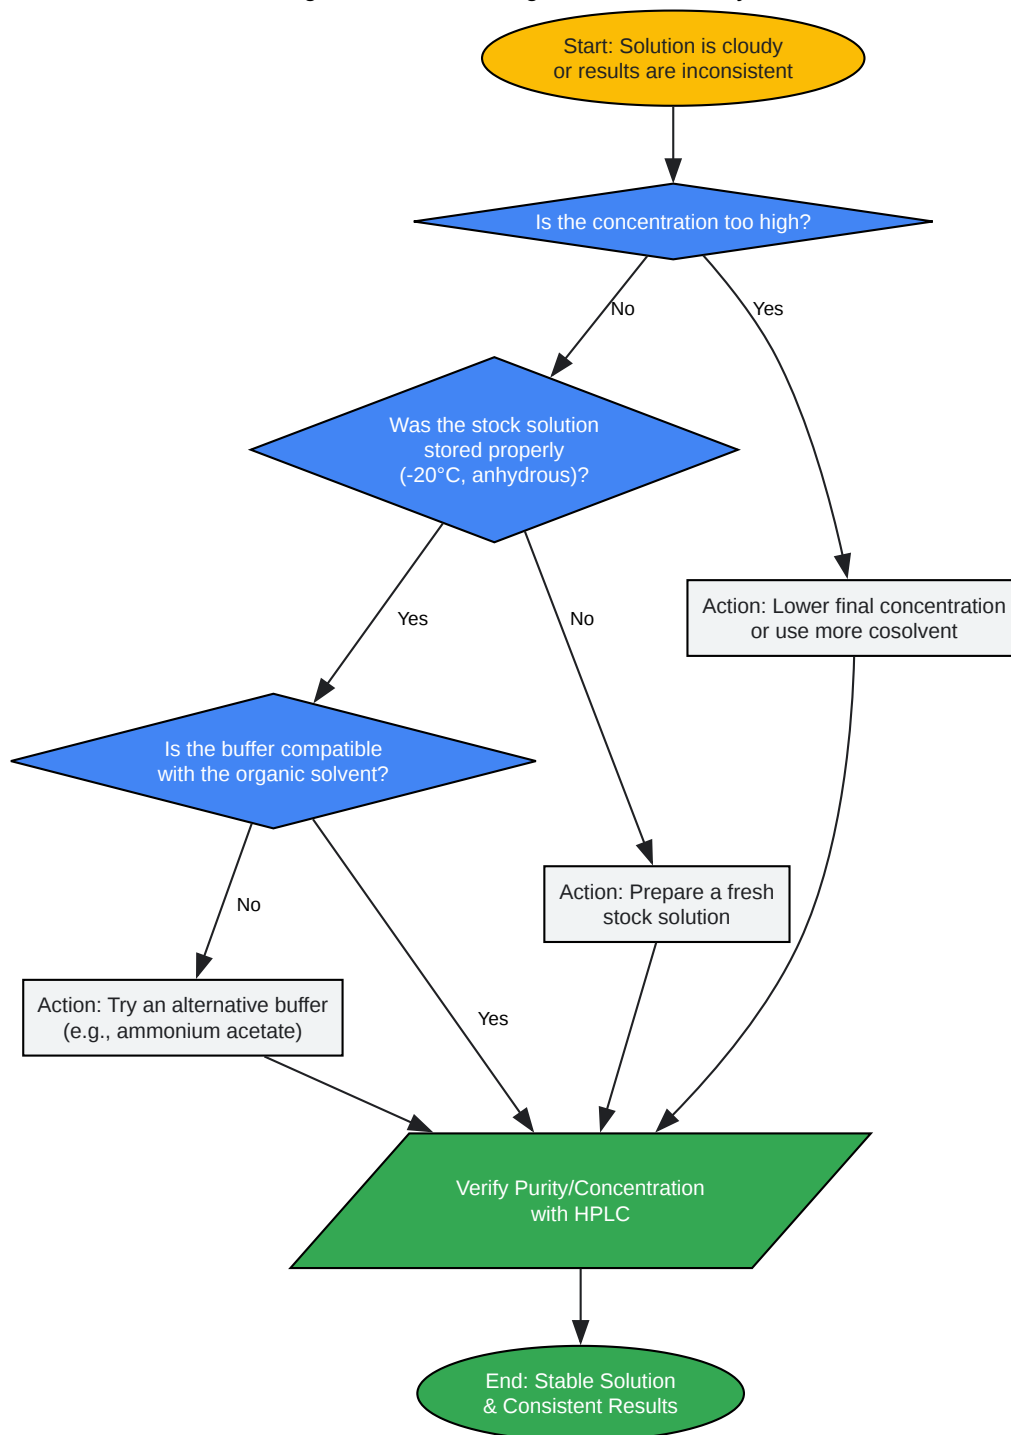 Start: Solution is cloudy
or results are inconsistent
Is the concentration too high?
No
Yes
Was the stock solution
stored properly
(-20°C, anhydrous)?
Yes
No
Action: Lower final concentration
or use more cosolvent
Is the buffer compatible
with the organic solvent?
No
Yes
Action: Prepare a fresh
stock solution
Action: Try an alternative buffer
(e.g., ammonium acetate)
Verify Purity/Concentration
with HPLC
End: Stable Solution
& Consistent Results